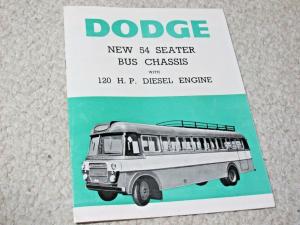 DODGE
NEW 54 SEATER
BUS CHASSIS
WITH
120 H.P. DIESEL ENGINE